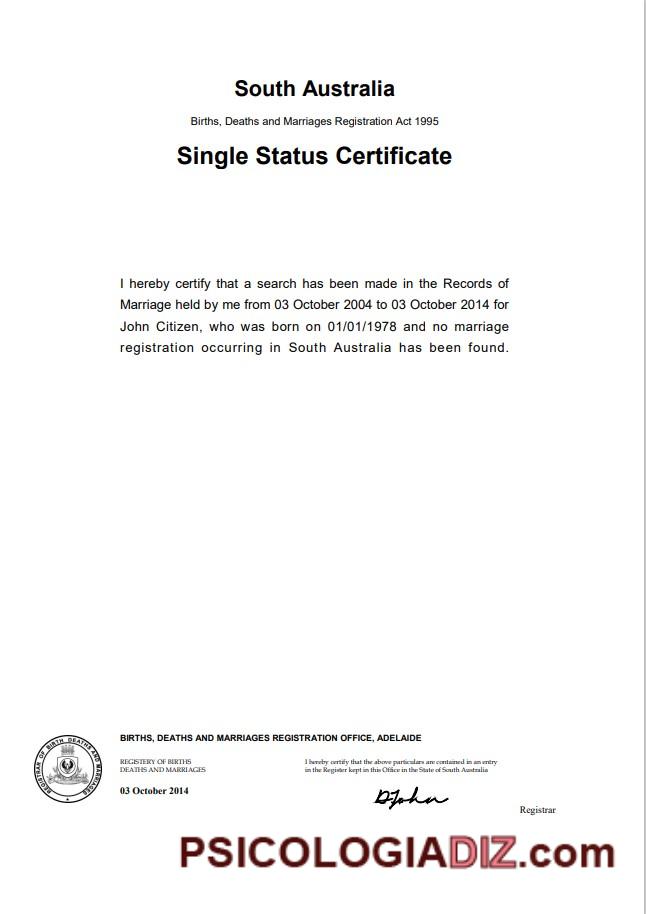 South Australia
Births, Deaths and Marriages Registration Act 1995
Single Status Certificate
I hereby certify that a search has been made in the Records of
Marriage held by me from 03 October 2004 to 03 October 2014 for
John Citizen, who was born on 01/01/1978 and no marriage
registration occurring in South Australia has been found.
BIRTHS, DEATHS AND MARRIAGES REGISTRATION OFFICE, ADELAIDE
REGISTERY OF BIRTHS
DEATHS AND MARRIAGES
I hereby certify that the above particulars are contained in an entry
in the Register kept in this Office in the State of South Australia
03 October 2014
DJohn
Registrar
REGISTRAR OF BIRTH DEATHS AND MARRIAGES
PSICOLOGIADIZ.com